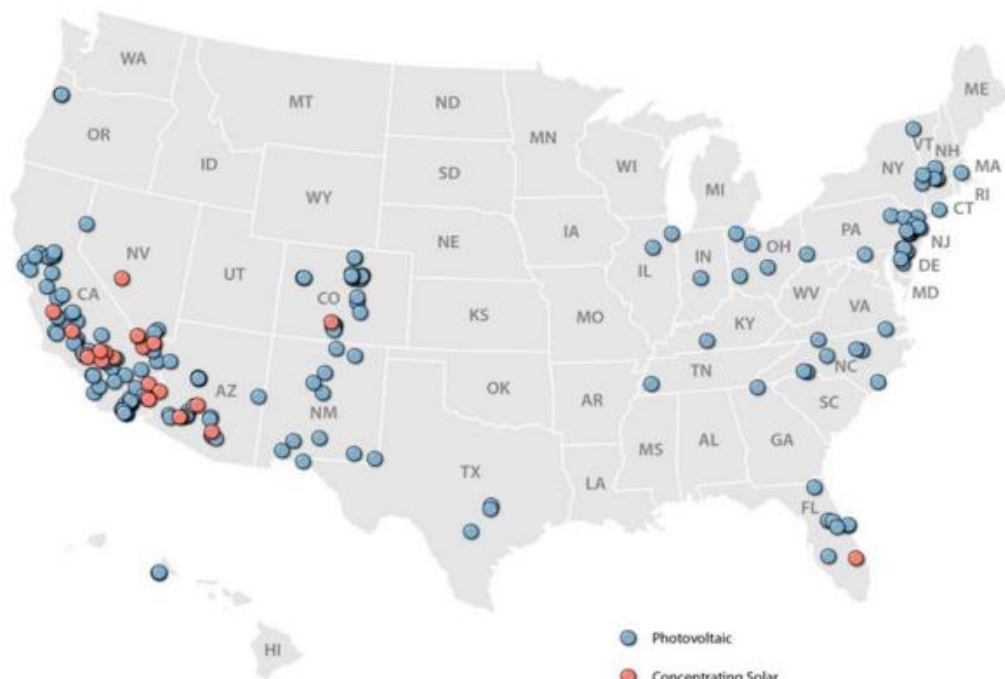 WA
ME
MT
ND
MN
VT
NH
OR
ID
SD
WI
MI
NY
MA
RI
WY
IA
CT
NE
PA
NJ
NV
UT
IL
IN
OH
DE
MD
CA
CO
KS
MO
WV
VA
KY
AZ
NM
OK
AR
TN
NC
SC
MS
AL
GA
TX
LA
FL
HI
Photovoltaic
Concentrating Solar